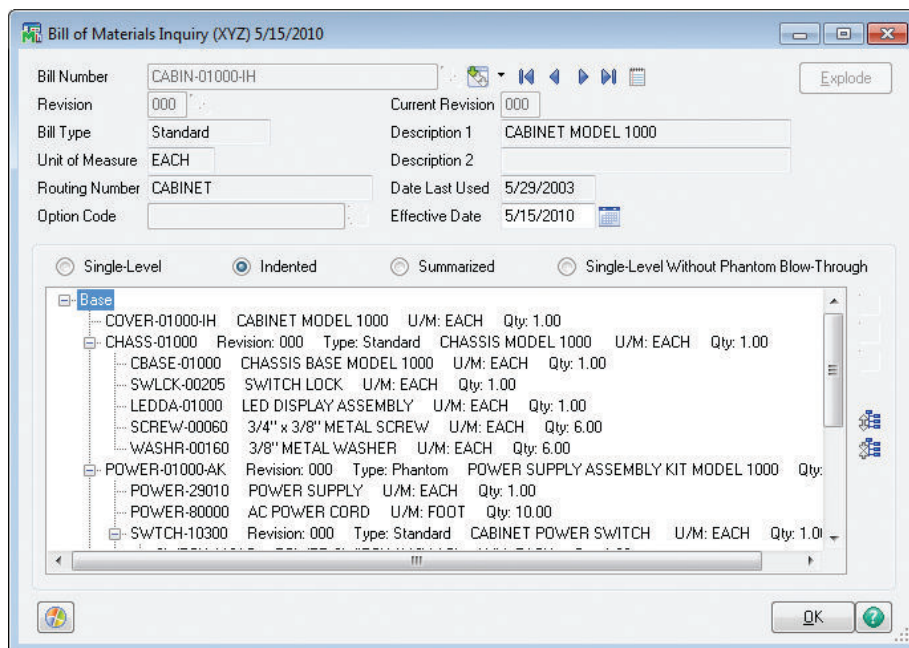 Bill of Materials Inquiry (XYZ) 5/15/2010
Bill Number CABIN-01000-IH Explode
Revision 000 Current Revision 000
Bill Type Standard Description 1 CABINET MODEL 1000
Unit of Measure EACH Description 2
Routing Number CABINET Date Last Used 5/29/2003
Option Code Effective Date 5/15/2010
Single-Level Indented Summarized Single-Level Without Phantom Blow-Through
Base
COVER-01000-IH CABINET MODEL 1000 U/M: EACH Qty: 1.00
CHASS-01000 Revision: 000 Type: Standard CHASSIS MODEL 1000 U/M: EACH Qty: 1.00
CBASE-01000 CHASSIS BASE MODEL 1000 U/M: EACH Qty: 1.00
SWLCK-00205 SWITCH LOCK U/M: EACH Qty: 1.00
LEDDA-01000 LED DISPLAY ASSEMBLY U/M: EACH Qty: 1.00
SCREW-00060 3/4" x 3/8" METAL SCREW U/M: EACH Qty: 6.00
WASHR-00160 3/8" METAL WASHER U/M: EACH Qty: 6.00
POWER-01000-AK Revision: 000 Type: Phantom POWER SUPPLY ASSEMBLY KIT MODEL 1000 Qty:
POWER-29010 POWER SUPPLY U/M: EACH Qty: 1.00
POWER-80000 AC POWER CORD U/M: FOOT Qty: 10.00
SWTCH-10300 Revision: 000 Type: Standard CABINET POWER SWITCH U/M: EACH Qty: 1.0
OK